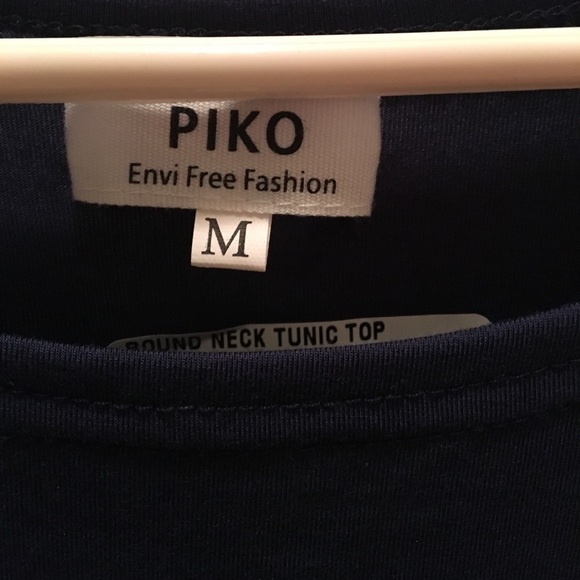 PIKO
Envi Free Fashion
M
ROUND NECK TUNIC TOP